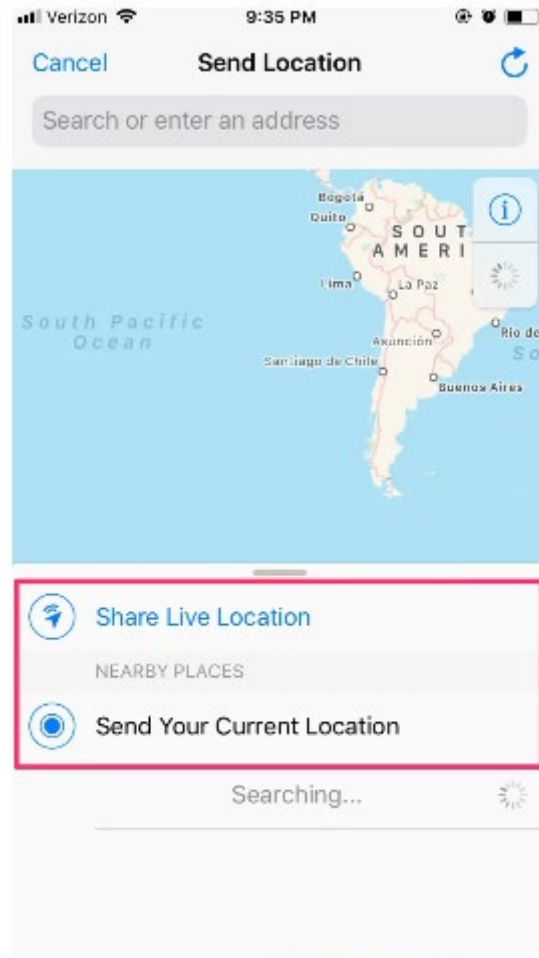 Verizon 9:35 PM
Cancel Send Location
Search or enter an address
Bogotá
Quito
SOUT
AMERI
Lima
La Paz
South Pacific
Ocean
Rio de
Asunción
So
Santiago de Chile
Buenos Aires
Share Live Location
NEARBY PLACES
Send Your Current Location
Searching...